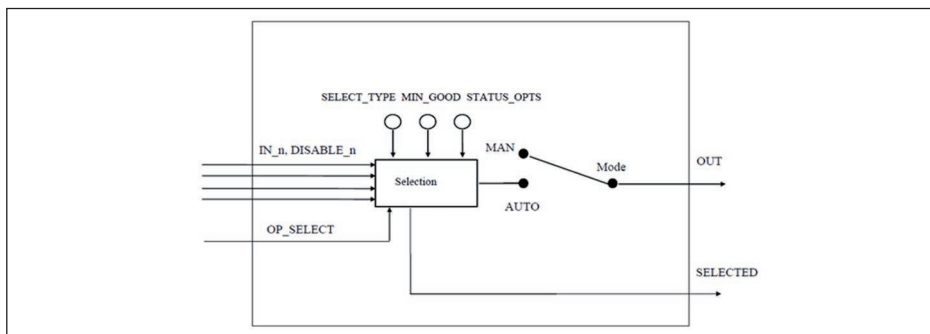 SELECT_TYPE MIN_GOOD STATUS_OPTS
IN_n, DISABLE_n
MAN
Mode
OUT
Selection
AUTO
OP_SELECT
SELECTED